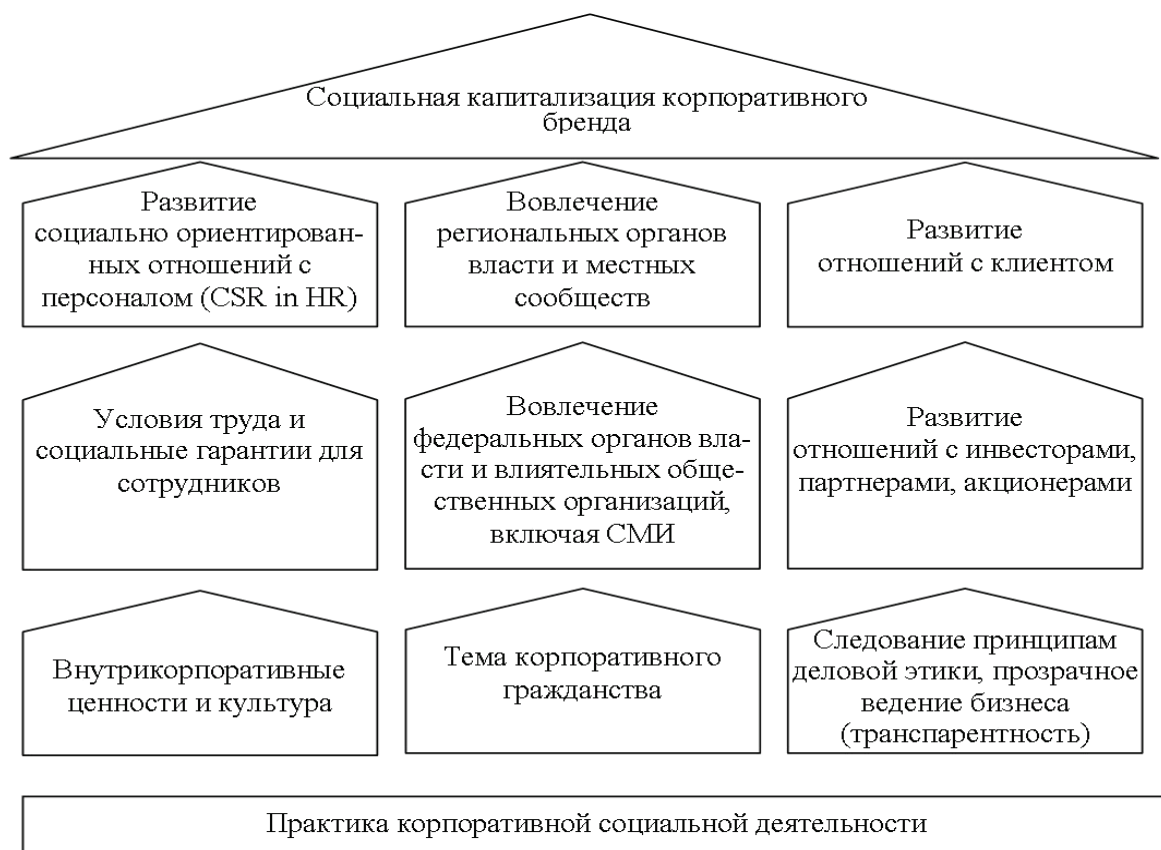 Социальная капитализация корпоративного
бренда
Развитие
социально ориентирован-
ных отношений с
персоналом (CSR in HR)
Вовлечение
региональных органов
власти и местных
сообществ
Развитие
отношений с клиентом
Условия труда и
социальные гарантии для
сотрудников
Вовлечение
федеральных органов вла-
сти и влиятельных обще-
ственных организаций,
включая СМИ
Развитие
отношений с инвесторами,
партнерами, акционерами
Внутрикорпоративные
ценности и культура
Тема корпоративного
гражданства
Следование принципам
деловой этики, прозрачное
ведение бизнеса
(транспарентность)
Практика корпоративной социальной деятельности